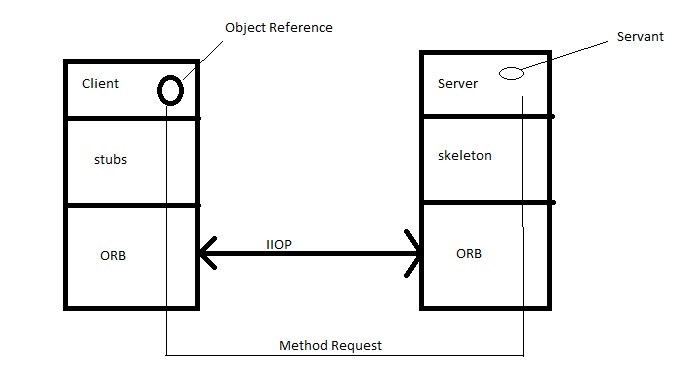 Object Reference
Servant
Client
Server
stubs
skeleton
ORB
IIOP
ORB
Method Request